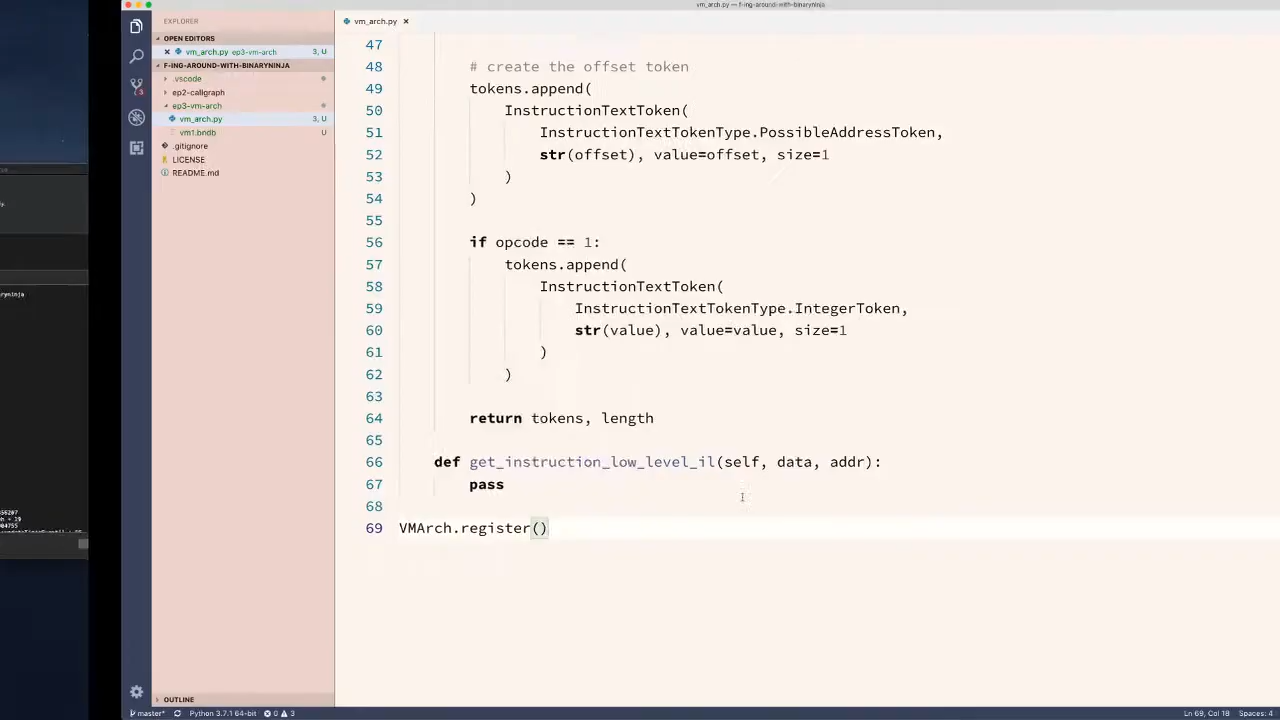 vm_arch.py — f-ing-around-with-binaryninja
EXPLORER
OPEN EDITORS
vm_arch.py ep3-vm-arch 3, U
F-ING-AROUND-WITH-BINARYNINJA
.vscode
ep2-callgraph
ep3-vm-arch
vm_arch.py 3, U
vm1.bndb U
.gitignore
LICENSE
README.md
OUTLINE
vm_arch.py
47
48 # create the offset token
49 tokens.append(
50 InstructionTextToken(
51 InstructionTextTokenType.PossibleAddressToken,
52 str(offset), value=offset, size=1
53 )
54 )
55
56 if opcode == 1:
57 tokens.append(
58 InstructionTextToken(
59 InstructionTextTokenType.IntegerToken,
60 str(value), value=value, size=1
61 )
62 )
63
64 return tokens, length
65
66 def get_instruction_low_level_il(self, data, addr):
67 pass
68
69 VMArch.register()
master* Python 3.7.1 64-bit 0 3 Ln 69, Col 18 Spaces: 4